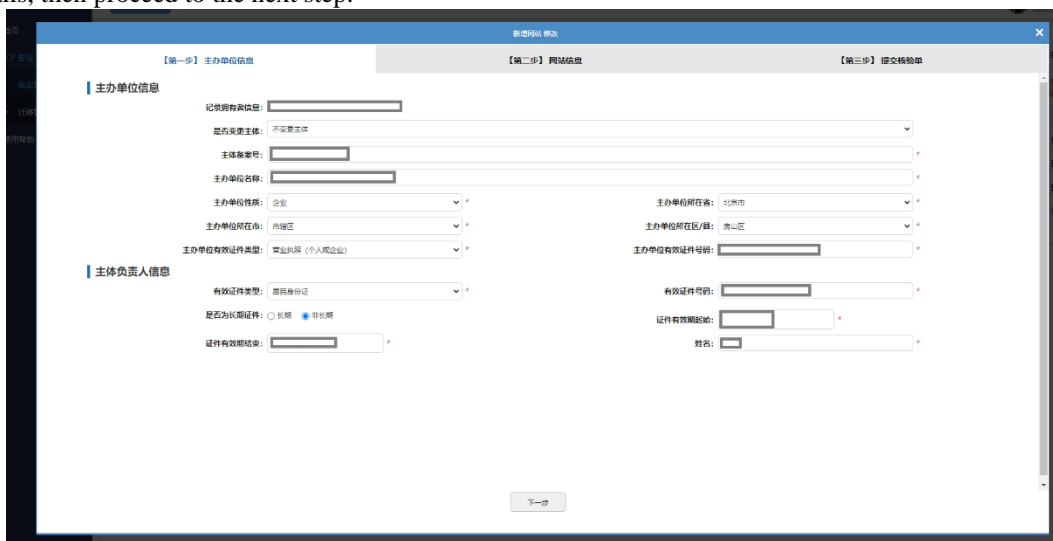 then proceed to the next step.
新增网站 修改 ×
【第一步】 主办单位信息 【第二步】 网站信息 【第三步】 提交核验单
主办单位信息
记录拥有者信息:
是否变更主体: 不变更主体
主体备案号: *
主办单位名称: *
主办单位性质: 企业 * 主办单位所在省: 北京市 *
主办单位所在市: 市辖区 * 主办单位所在区/县: 房山区 *
主办单位有效证件类型: 营业执照（个人或企业） * 主办单位有效证件号码: *
主体负责人信息
有效证件类型: 居民身份证 * 有效证件号码: *
是否为长期证件: 长期 非长期 证件有效期起始: *
证件有效期结束: * 姓名: *
下一步